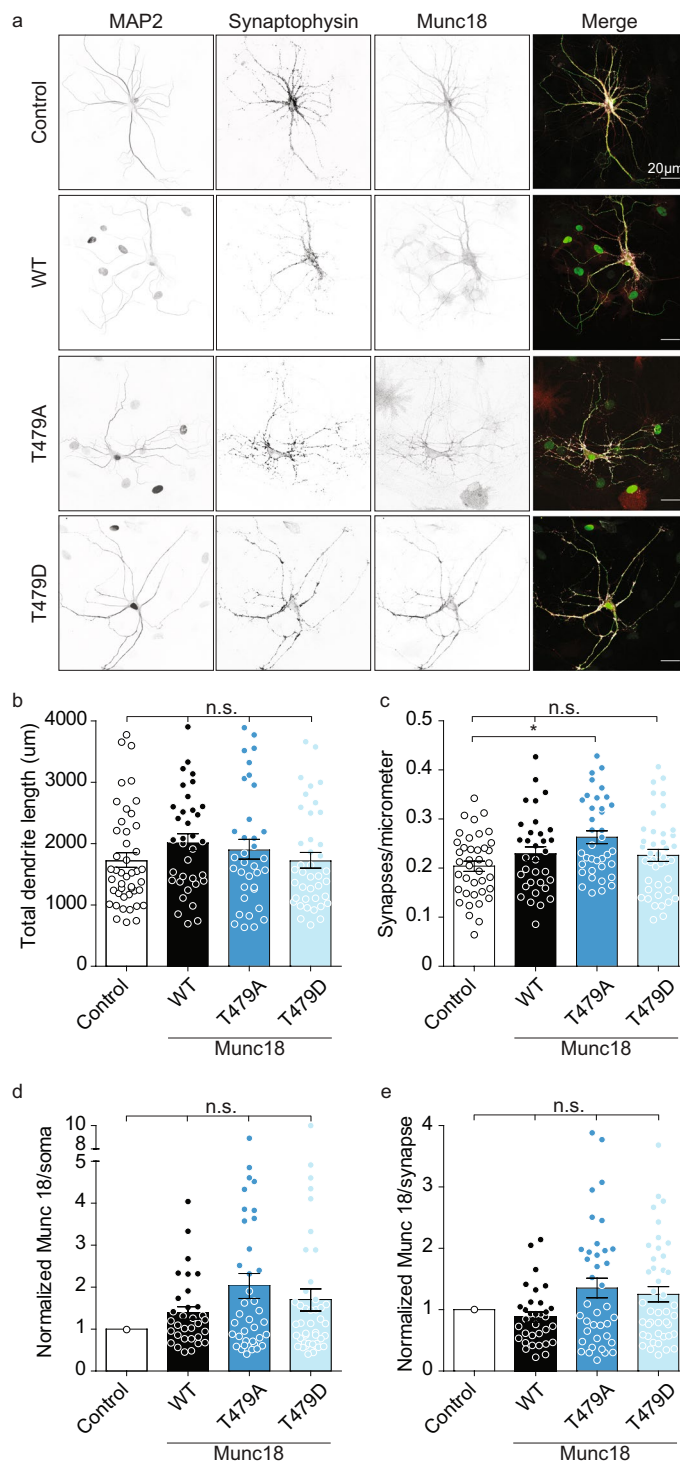 a
MAP2 Synaptophysin Munc18 Merge
Control
20µm
WT
T479A
T479D
b
n.s.
Total dendrite length (um)
4000
3000
2000
1000
0
Control WT T479A T479D
Munc18
c
n.s.
*
Synapses/micrometer
0.5
0.4
0.3
0.2
0.1
0
Control WT T479A T479D
Munc18
d
n.s.
Normalized Munc 18/soma
10
8
5
4
3
2
1
0
Control WT T479A T479D
Munc18
e
n.s.
Normalized Munc 18/synapse
4
3
2
1
0
Control WT T479A T479D
Munc18